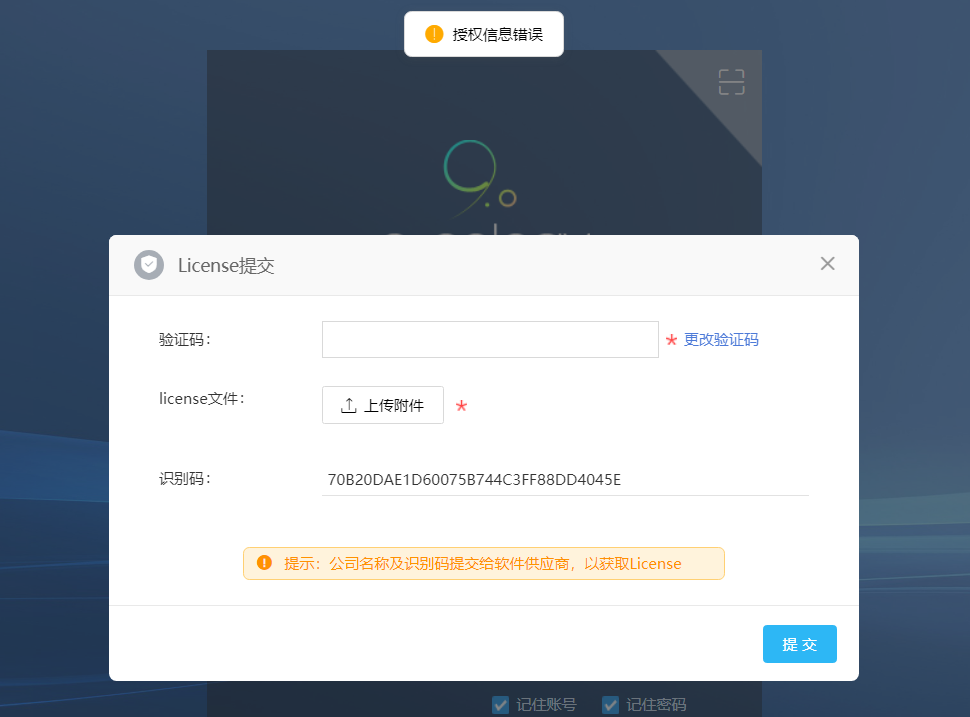 授权信息错误
License提交
验证码：
* 更改验证码
license文件：
上传附件 *
识别码：
70B20DAE1D60075B744C3FF88DD4045E
提示：公司名称及识别码提交给软件供应商，以获取License
提 交
记住账号 记住密码